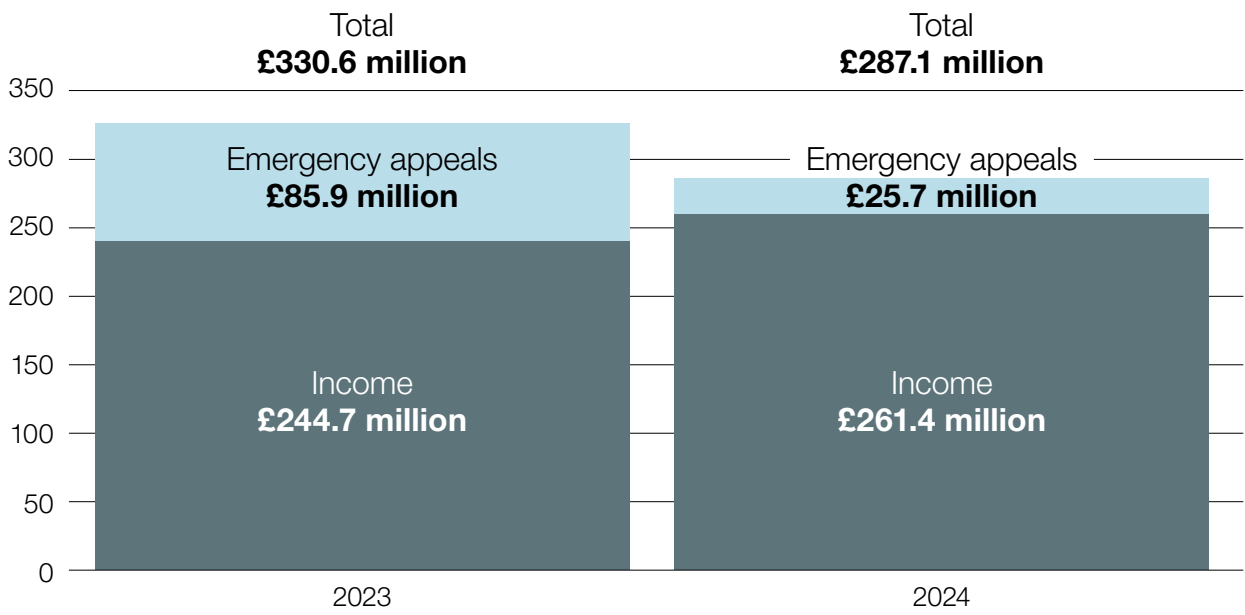 Total
£330.6 million
Total
£287.1 million
350
300
250
200
150
100
50
0
Emergency appeals
£85.9 million
Income
£244.7 million
Emergency appeals
£25.7 million
Income
£261.4 million
2023
2024